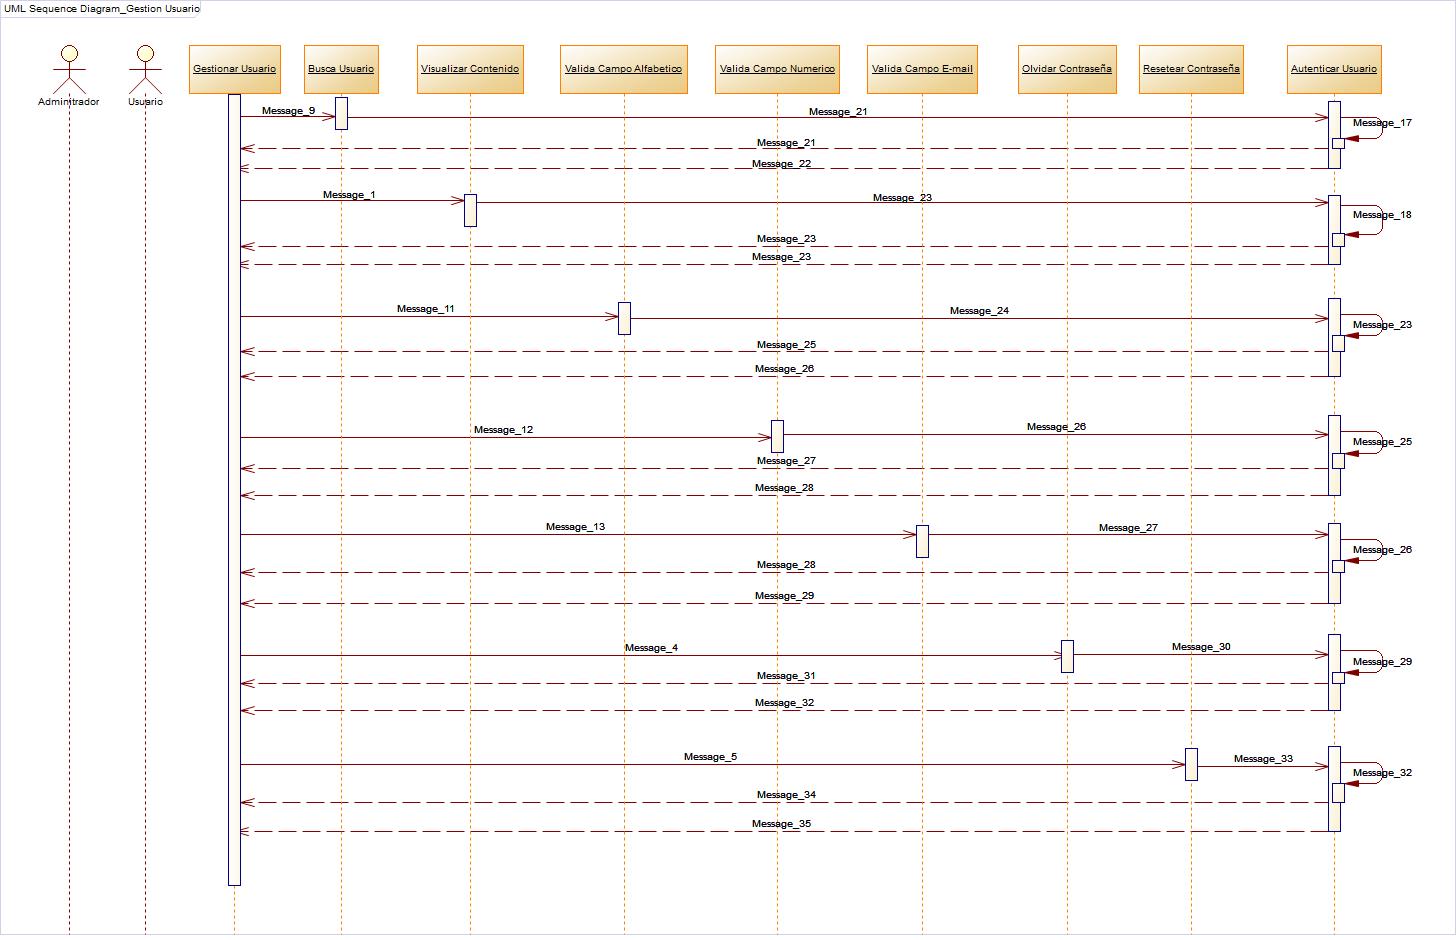 UML Sequence Diagram_Gestion Usuario
Adminitrador
Usuario
Gestionar Usuario
Busca Usuario
Visualizar Contenido
Valida Campo Alfabetico
Valida Campo Numerico
Valida Campo E-mail
Olvidar Contraseña
Resetear Contraseña
Autenticar Usuario
Message_9
Message_21
Message_17
Message_21
Message_22
Message_1
Message_23
Message_18
Message_23
Message_23
Message_11
Message_24
Message_23
Message_25
Message_26
Message_12
Message_26
Message_25
Message_27
Message_28
Message_13
Message_27
Message_26
Message_28
Message_29
Message_4
Message_30
Message_29
Message_31
Message_32
Message_5
Message_33
Message_32
Message_34
Message_35